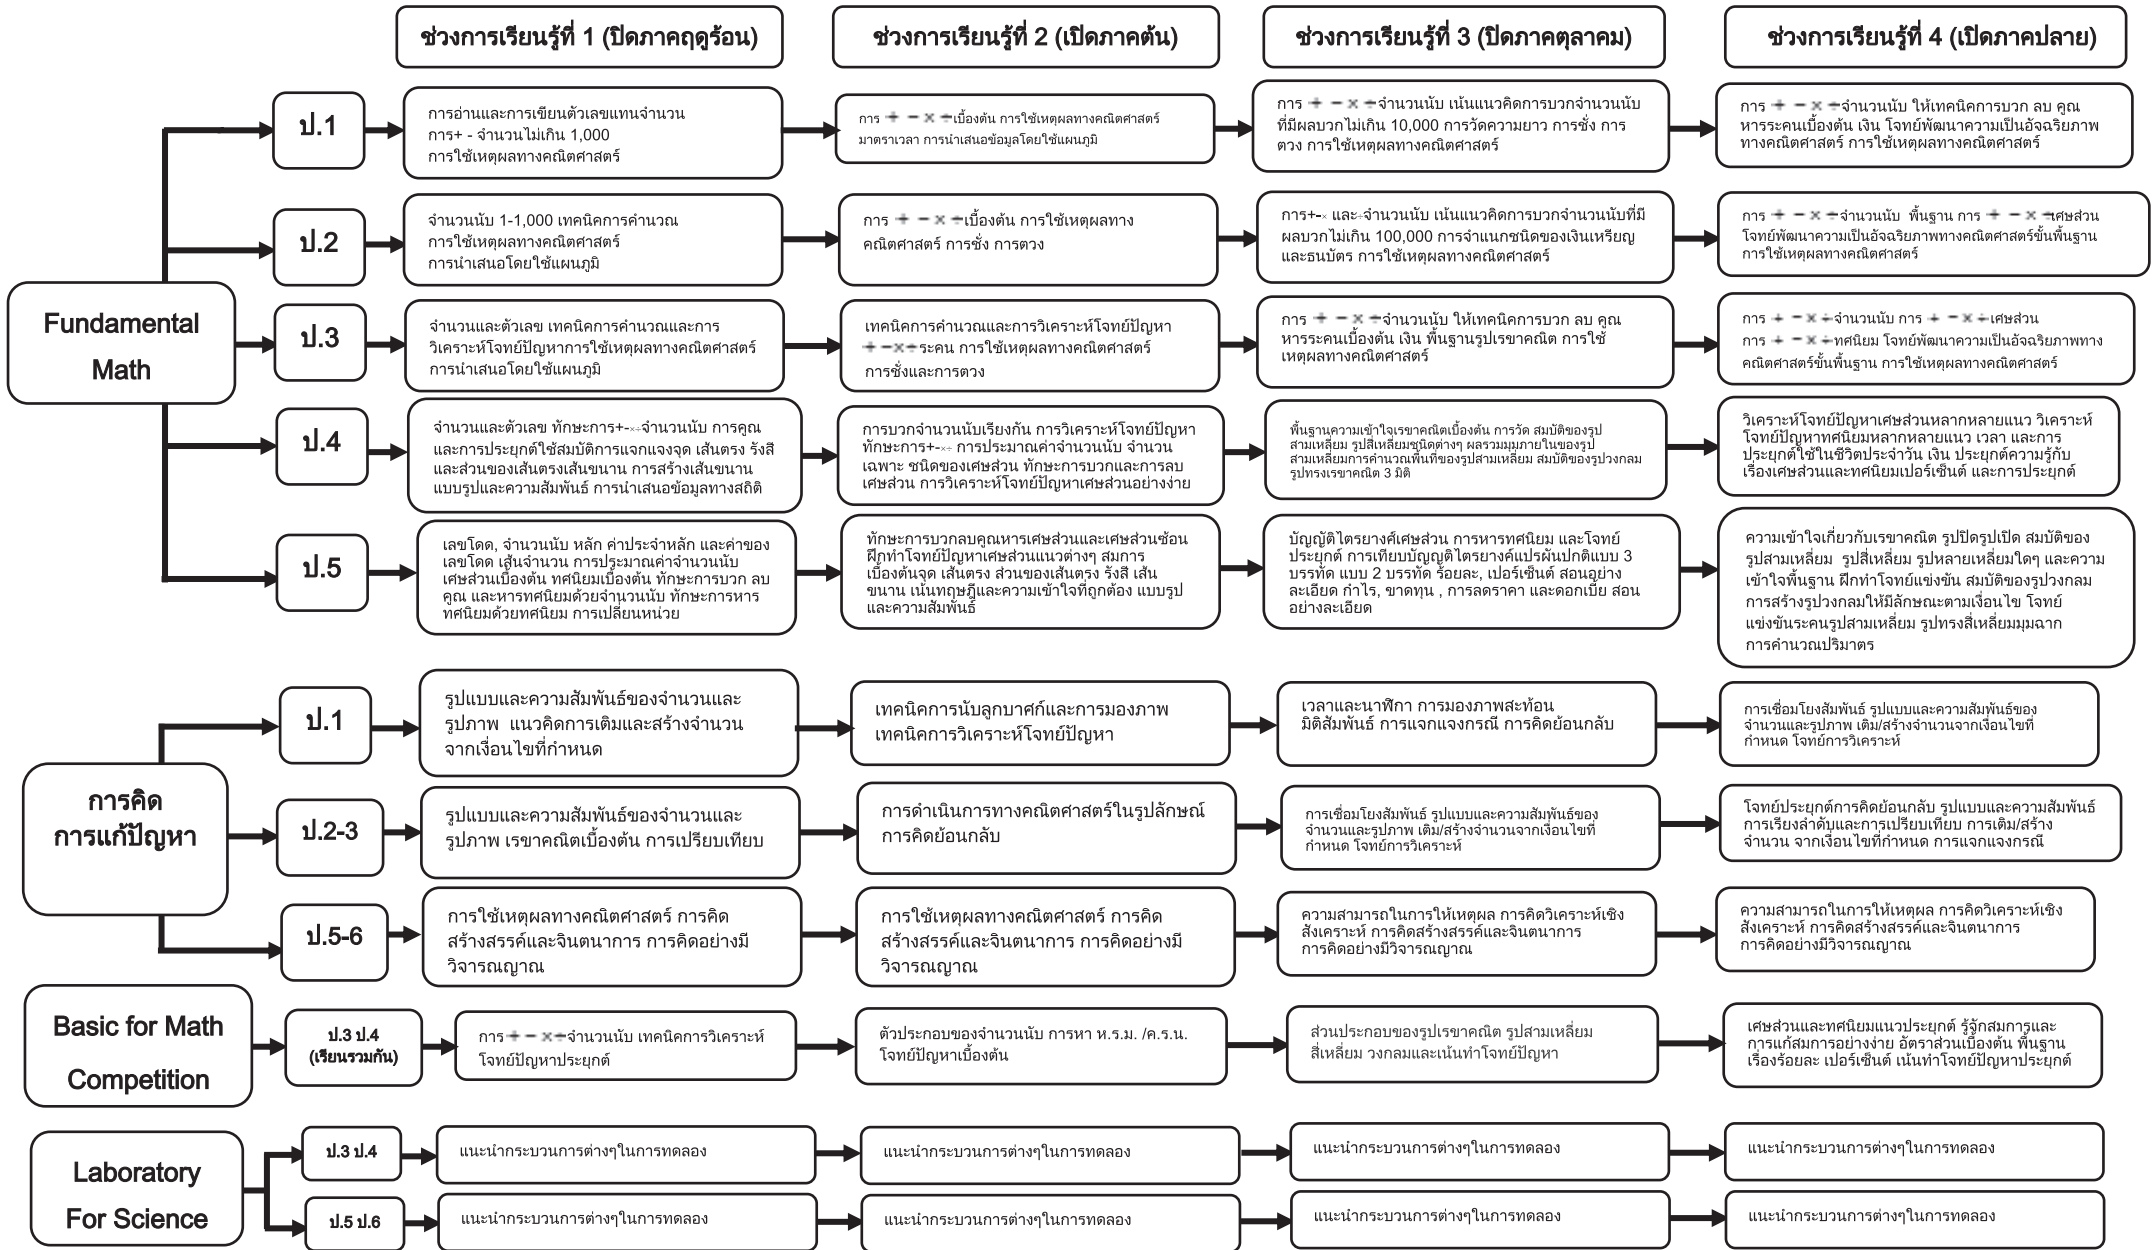 ช่วงการเรียนรู้ที่ 1 (ปิดภาคฤดูร้อน)
ช่วงการเรียนรู้ที่ 2 (เปิดภาคต้น)
ช่วงการเรียนรู้ที่ 3 (ปิดภาคตุลาคม)
ช่วงการเรียนรู้ที่ 4 (เปิดภาคปลาย)
Fundamental
Math
ป.1
การอ่านและการเขียนตัวเลขแทนจำนวน
การ+ - จำนวนไม่เกิน 1,000
การใช้เหตุผลทางคณิตศาสตร์
การ + - × ÷เบื้องต้น การใช้เหตุผลทางคณิตศาสตร์
มาตราเวลา การนำเสนอข้อมูลโดยใช้แผนภูมิ
การ + - × ÷จำนวนนับ เน้นแนวคิดการบวกจำนวนนับ
ที่มีผลบวกไม่เกิน 10,000 การวัดความยาว การชั่ง การ
ตวง การใช้เหตุผลทางคณิตศาสตร์
การ + - × ÷จำนวนนับ ให้เทคนิคการบวก ลบ คูณ
หารระคนเบื้องต้น เงิน โจทย์พัฒนาความเป็นอัจฉริยภาพ
ทางคณิตศาสตร์ การใช้เหตุผลทางคณิตศาสตร์
ป.2
จำนวนนับ 1-1,000 เทคนิคการคำนวณ
การใช้เหตุผลทางคณิตศาสตร์
การนำเสนอโดยใช้แผนภูมิ
การ + - × ÷เบื้องต้น การใช้เหตุผลทาง
คณิตศาสตร์ การชั่ง การตวง
การ+-× และ÷จำนวนนับ เน้นแนวคิดการบวกจำนวนนับที่มี
ผลบวกไม่เกิน 100,000 การจำแนกชนิดของเงินเหรียญ
และธนบัตร การใช้เหตุผลทางคณิตศาสตร์
การ + - × ÷จำนวนนับ พื้นฐาน การ + - × ÷เศษส่วน
โจทย์พัฒนาความเป็นอัจฉริยภาพทางคณิตศาสตร์ขั้นพื้นฐาน
การใช้เหตุผลทางคณิตศาสตร์
ป.3
จำนวนและตัวเลข เทคนิคการคำนวณและการ
วิเคราะห์โจทย์ปัญหาการใช้เหตุผลทางคณิตศาสตร์
การนำเสนอโดยใช้แผนภูมิ
เทคนิคการคำนวณและการวิเคราะห์โจทย์ปัญหา
+-×÷ระคน การใช้เหตุผลทางคณิตศาสตร์
การชั่งและการตวง
การ + - × ÷จำนวนนับ ให้เทคนิคการบวก ลบ คูณ
หารระคนเบื้องต้น เงิน พื้นฐานรูปเรขาคณิต การใช้
เหตุผลทางคณิตศาสตร์
การ + - × ÷จำนวนนับ การ + - × ÷เศษส่วน
การ + - × ÷ทศนิยม โจทย์พัฒนาความเป็นอัจฉริยภาพทาง
คณิตศาสตร์ขั้นพื้นฐาน การใช้เหตุผลทางคณิตศาสตร์
ป.4
จำนวนและตัวเลข ทักษะการ+-×÷จำนวนนับ การคูณ
และการประยุกต์ใช้สมบัติการแจกแจงจุด เส้นตรง รังสี
และส่วนของเส้นตรงเส้นขนาน การสร้างเส้นขนาน
แบบรูปและความสัมพันธ์ การนำเสนอข้อมูลทางสถิติ
การบวกจำนวนนับเรียงกัน การวิเคราะห์โจทย์ปัญหา
ทักษะการ+-×÷ การประมาณค่าจำนวนนับ จำนวน
เฉพาะ ชนิดของเศษส่วน ทักษะการบวกและการลบ
เศษส่วน การวิเคราะห์โจทย์ปัญหาเศษส่วนอย่างง่าย
พื้นฐานความเข้าใจเรขาคณิตเบื้องต้น การวัด สมบัติของรูป
สามเหลี่ยม รูปสี่เหลี่ยมชนิดต่างๆ ผลรวมมุมภายในของรูป
สามเหลี่ยมการคำนวณพื้นที่ของรูปสามเหลี่ยม สมบัติของรูปวงกลม
รูปทรงเรขาคณิต 3 มิติ
วิเคราะห์โจทย์ปัญหาเศษส่วนหลากหลายแนว วิเคราะห์
โจทย์ปัญหาทศนิยมหลากหลายแนว เวลา และการ
ประยุกต์ใช้ในชีวิตประจำวัน เงิน ประยุกต์ความรู้กับ
เรื่องเศษส่วนและทศนิยมเปอร์เซ็นต์ และการประยุกต์
ป.5
เลขโดด, จำนวนนับ หลัก ค่าประจำหลัก และค่าของ
เลขโดด เส้นจำนวน การประมาณค่าจำนวนนับ
เศษส่วนเบื้องต้น ทศนิยมเบื้องต้น ทักษะการบวก ลบ
คูณ และหารทศนิยมด้วยจำนวนนับ ทักษะการหาร
ทศนิยมด้วยทศนิยม การเปลี่ยนหน่วย
ทักษะการบวกลบคูณหารเศษส่วนและเศษส่วนซ้อน
ฝึกทำโจทย์ปัญหาเศษส่วนแนวต่างๆ สมการ
เบื้องต้นจุด เส้นตรง ส่วนของเส้นตรง รังสี เส้น
ขนาน เน้นทฤษฎีและความเข้าใจที่ถูกต้อง แบบรูป
และความสัมพันธ์
บัญญัติไตรยางศ์เศษส่วน การหารทศนิยม และโจทย์
ประยุกต์ การเทียบบัญญติไตรยางค์แปรผันปกติแบบ 3
บรรทัด แบบ 2 บรรทัด ร้อยละ, เปอร์เซ็นต์ สอนอย่าง
ละเอียด กำไร, ขาดทุน , การลดราคา และดอกเบี้ย สอน
อย่างละเอียด
ความเข้าใจเกี่ยวกับเรขาคณิต รูปปิดรูปเปิด สมบัติของ
รูปสามเหลี่ยม รูปสี่เหลี่ยม รูปหลายเหลี่ยมใดๆ และความ
เข้าใจพื้นฐาน ฝึกทำโจทย์แข่งขัน สมบัติของรูปวงกลม
การสร้างรูปวงกลมให้มีลักษณะตามเงื่อนไข โจทย์
แข่งขันระคนรูปสามเหลี่ยม รูปทรงสี่เหลี่ยมมุมฉาก
การคำนวณปริมาตร
การคิด
การแก้ปัญหา
ป.1
รูปแบบและความสัมพันธ์ของจำนวนและ
รูปภาพ แนวคิดการเติมและสร้างจำนวน
จากเงื่อนไขที่กำหนด
เทคนิคการนับลูกบาศก์และการมองภาพ
เทคนิคการวิเคราะห์โจทย์ปัญหา
เวลาและนาฬิกา การมองภาพสะท้อน
มิติสัมพันธ์ การแจกแจงกรณี การคิดย้อนกลับ
การเชื่อมโยงสัมพันธ์ รูปแบบและความสัมพันธ์ของ
จำนวนและรูปภาพ เติม/สร้างจำนวนจากเงื่อนไขที่
กำหนด โจทย์การวิเคราะห์
ป.2-3
รูปแบบและความสัมพันธ์ของจำนวนและ
รูปภาพ เรขาคณิตเบื้องต้น การเปรียบเทียบ
การดำเนินการทางคณิตศาสตร์ในรูปลักษณ์
การคิดย้อนกลับ
การเชื่อมโยงสัมพันธ์ รูปแบบและความสัมพันธ์ของ
จำนวนและรูปภาพ เติม/สร้างจำนวนจากเงื่อนไขที่
กำหนด โจทย์การวิเคราะห์
โจทย์ประยุกต์การคิดย้อนกลับ รูปแบบและความสัมพันธ์
การเรียงลำดับและการเปรียบเทียบ การเติม/สร้าง
จำนวน จากเงื่อนไขที่กำหนด การแจกแจงกรณี
ป.5-6
การใช้เหตุผลทางคณิตศาสตร์ การคิด
สร้างสรรค์และจินตนาการ การคิดอย่างมี
วิจารณญาณ
การใช้เหตุผลทางคณิตศาสตร์ การคิด
สร้างสรรค์และจินตนาการ การคิดอย่างมี
วิจารณญาณ
ความสามารถในการให้เหตุผล การคิดวิเคราะห์เชิง
สังเคราะห์ การคิดสร้างสรรค์และจินตนาการ
การคิดอย่างมีวิจารณญาณ
ความสามารถในการให้เหตุผล การคิดวิเคราะห์เชิง
สังเคราะห์ การคิดสร้างสรรค์และจินตนาการ
การคิดอย่างมีวิจารณญาณ
Basic for Math
Competition
ป.3 ป.4
(เรียนรวมกัน)
การ+ - ×÷จำนวนนับ เทคนิคการวิเคราะห์
โจทย์ปัญหาประยุกต์
ตัวประกอบของจำนวนนับ การหา ห.ร.ม. /ค.ร.น.
โจทย์ปัญหาเบื้องต้น
ส่วนประกอบของรูปเรขาคณิต รูปสามเหลี่ยม
สี่เหลี่ยม วงกลมและเน้นทำโจทย์ปัญหา
เศษส่วนและทศนิยมแนวประยุกต์ รู้จักสมการและ
การแก้สมการอย่างง่าย อัตราส่วนเบื้องต้น พื้นฐาน
เรื่องร้อยละ เปอร์เซ็นต์ เน้นทำโจทย์ปัญหาประยุกต์
Laboratory
For Science
ป.3 ป.4
แนะนำกระบวนการต่างๆในการทดลอง
แนะนำกระบวนการต่างๆในการทดลอง
แนะนำกระบวนการต่างๆในการทดลอง
แนะนำกระบวนการต่างๆในการทดลอง
ป.5 ป.6
แนะนำกระบวนการต่างๆในการทดลอง
แนะนำกระบวนการต่างๆในการทดลอง
แนะนำกระบวนการต่างๆในการทดลอง
แนะนำกระบวนการต่างๆในการทดลอง